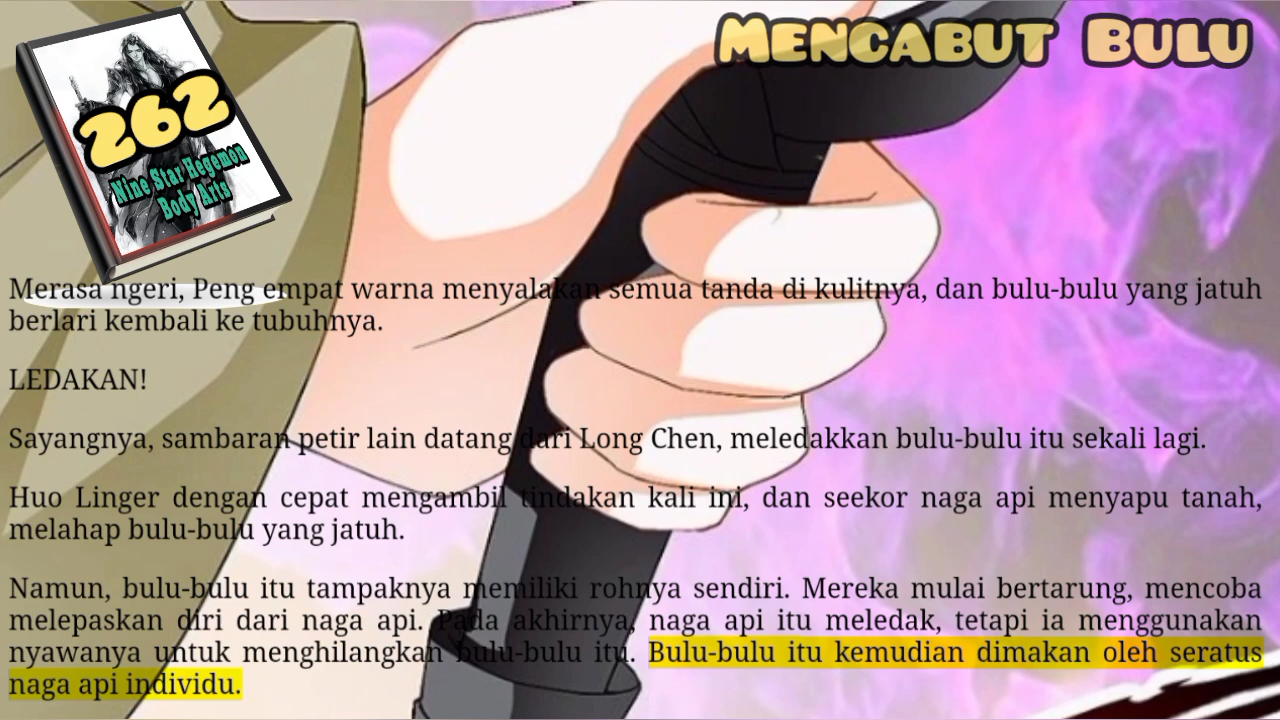 Mencabut Bulu
262
Nine Star Hegemon
Body Arts
Merasa ngeri, Peng empat warna menyalakan semua tanda di kulitnya, dan bulu-bulu yang jatuh
berlari kembali ke tubuhnya.
LEDAKAN!
Sayangnya, sambaran petir lain datang dari Long Chen, meledakkan bulu-bulu itu sekali lagi.
Huo Linger dengan cepat mengambil tindakan kali ini, dan seekor naga api menyapu tanah,
melahap bulu-bulu yang jatuh.
Namun, bulu-bulu itu tampaknya memiliki rohnya sendiri. Mereka mulai bertarung, mencoba
melepaskan diri dari naga api. Pada akhirnya, naga api itu meledak, tetapi ia menggunakan
nyawanya untuk menghilangkan bulu-bulu itu. Bulu-bulu itu kemudian dimakan oleh seratus
naga api individu.